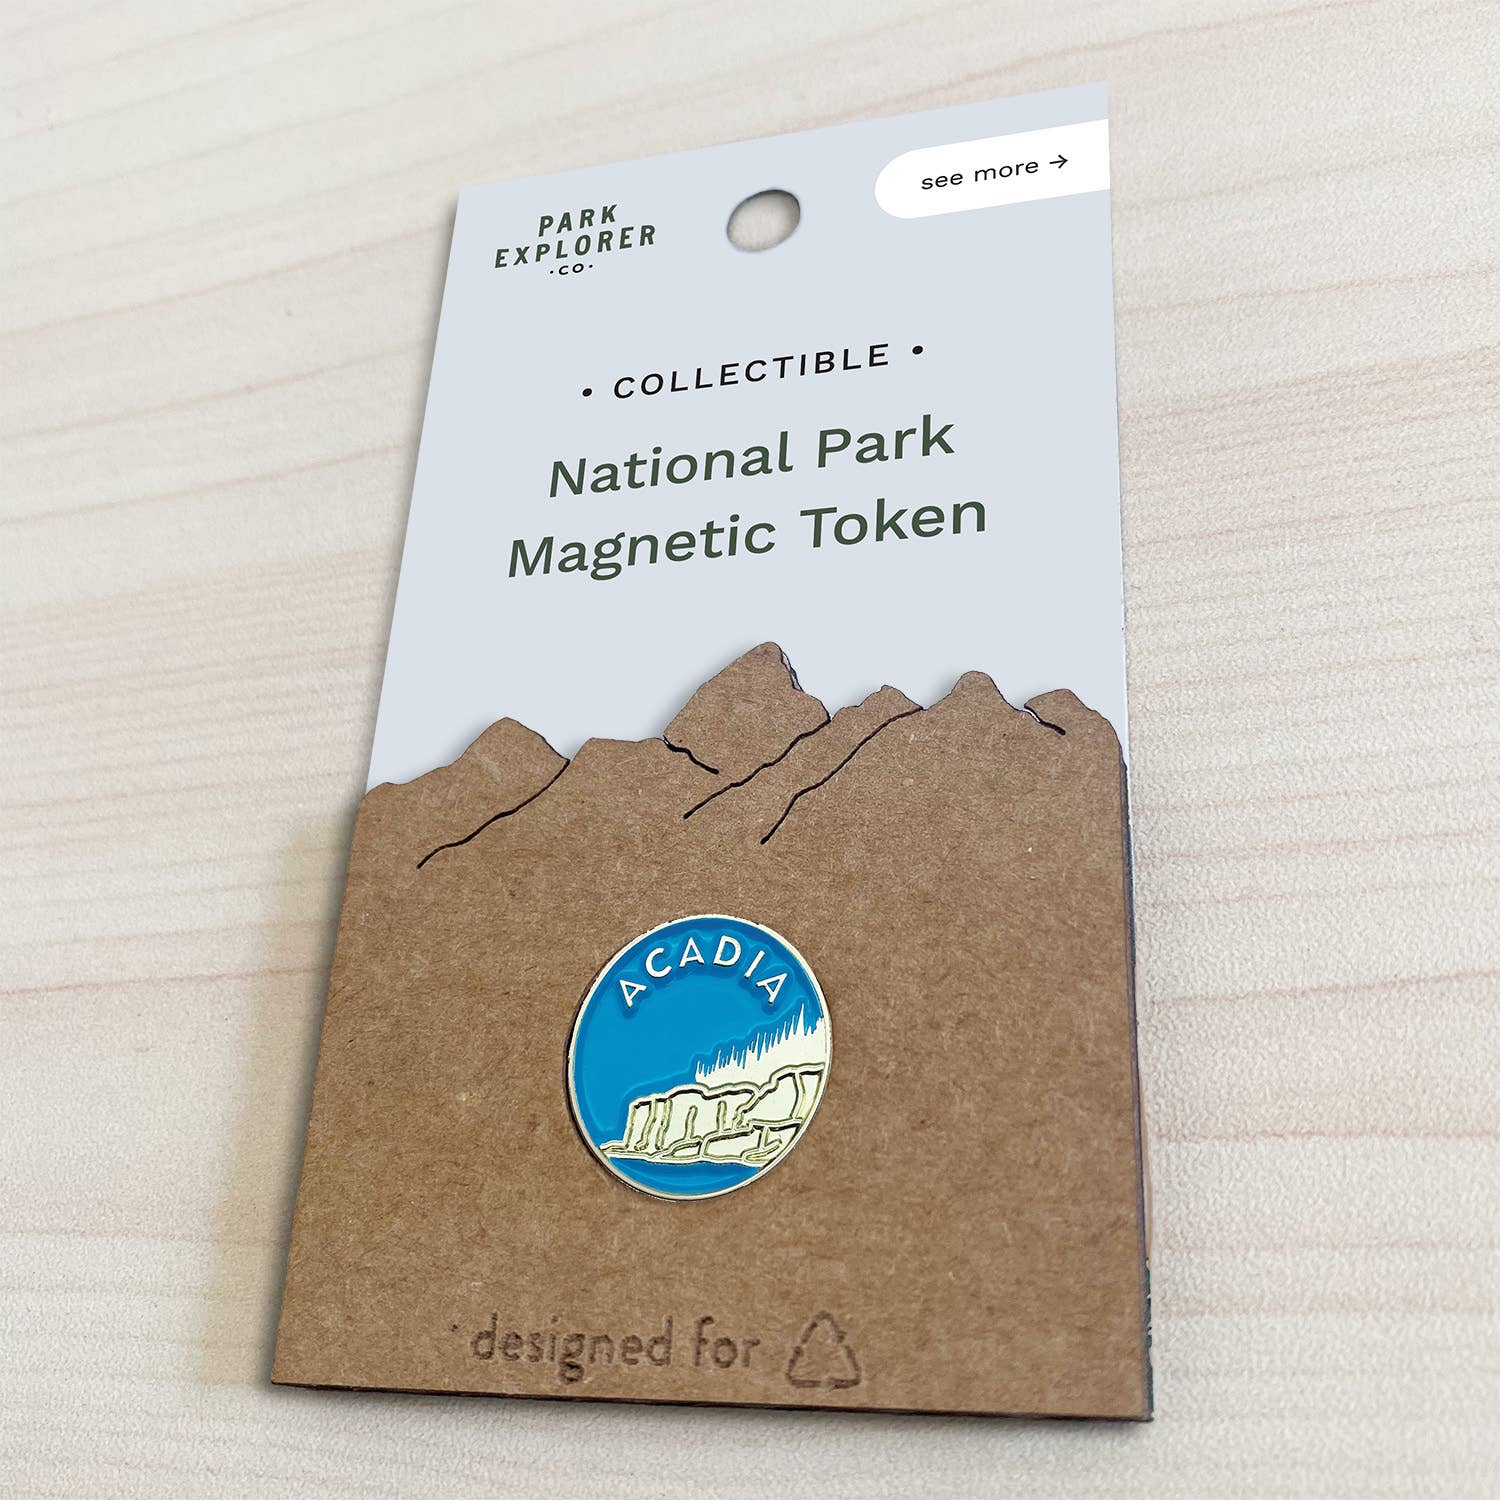 PARK
EXPLORER
·CO·
see more →
• COLLECTIBLE •
National Park
Magnetic Token
ACADIA
designed for